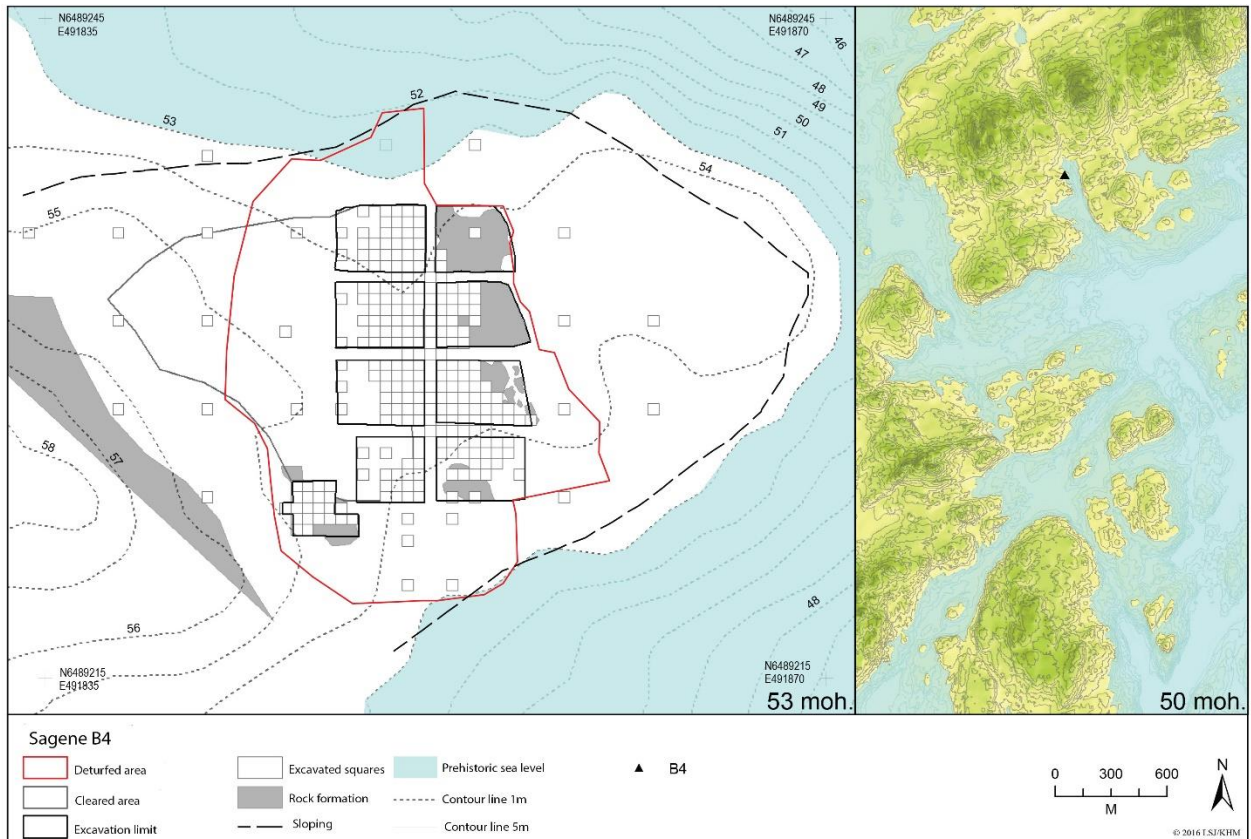 N6489245
E491835
N6489245
E491870
46
47
48
49
50
51
52
53
54
55
58
57
56
48
N6489215
E491835
N6489215
E491870
53 moh.
50 moh.
Sagene B4
Deturfed area
Cleared area
Excavation limit
Excavated squares
Rock formation
Sloping
Prehistoric sea level
Contour line 1m
Contour line 5m
B4
0 300 600
M
N
© 2016 LSJ/KHM